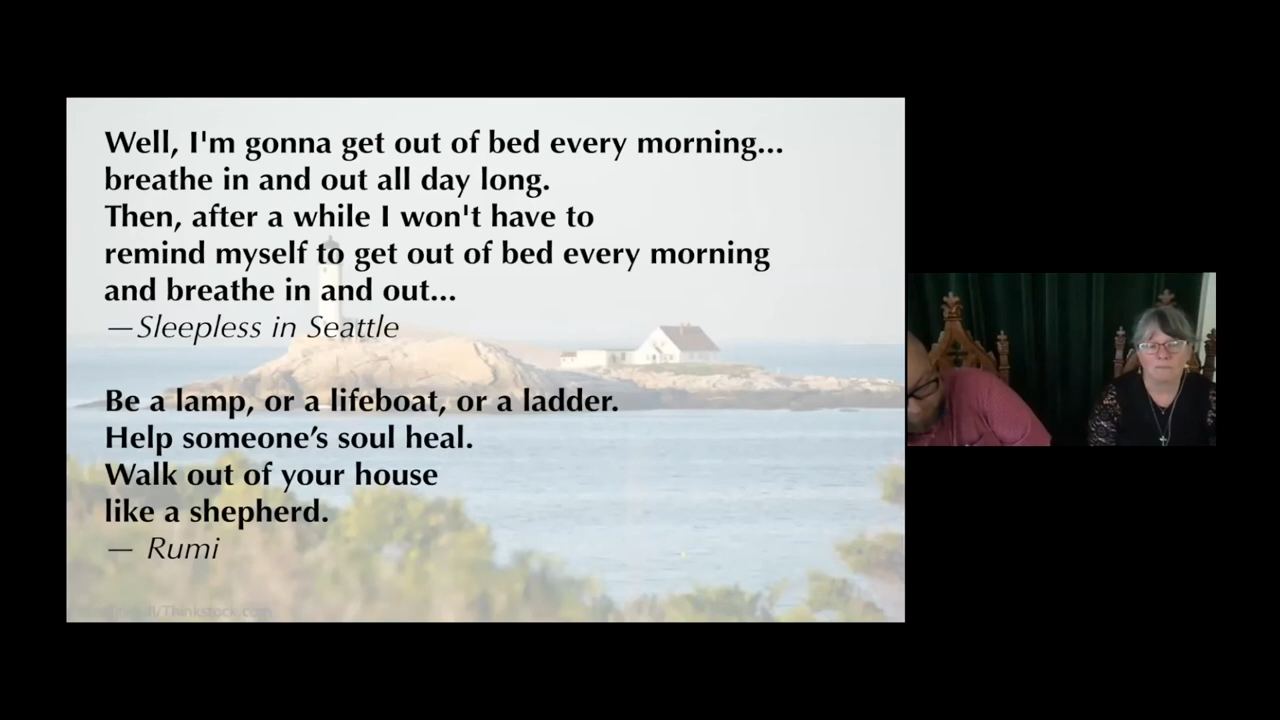 Well, I'm gonna get out of bed every morning...
breathe in and out all day long.
Then, after a while I won't have to
remind myself to get out of bed every morning
and breathe in and out...
—Sleepless in Seattle
Be a lamp, or a lifeboat, or a ladder.
Help someone’s soul heal.
Walk out of your house
like a shepherd.
— Rumi
/Thinkstock.com